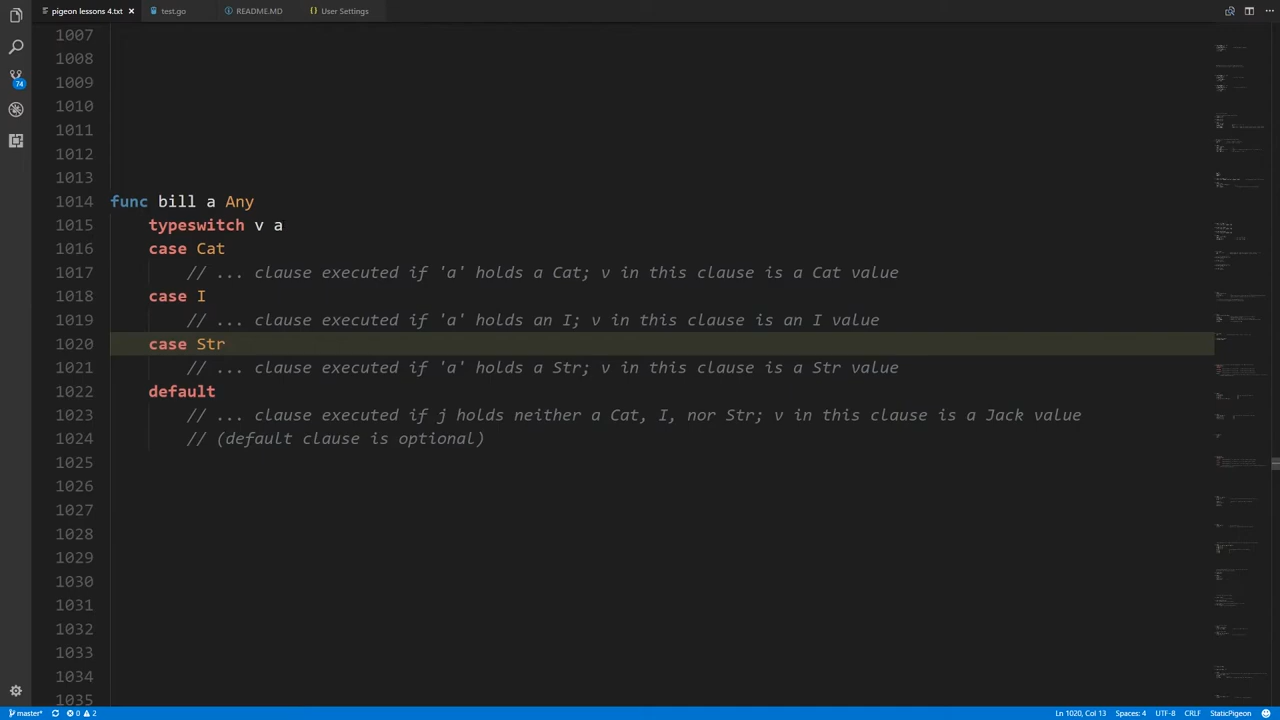 pigeon lessons 4.txt × test.go README.MD {} User Settings ...
74
1007
1008
1009
1010
1011
1012
1013
1014 func bill a Any
1015 typeswitch v a
1016 case Cat
1017 // ... clause executed if 'a' holds a Cat; v in this clause is a Cat value
1018 case I
1019 // ... clause executed if 'a' holds an I; v in this clause is an I value
1020 case Str
1021 // ... clause executed if 'a' holds a Str; v in this clause is a Str value
1022 default
1023 // ... clause executed if j holds neither a Cat, I, nor Str; v in this clause is a Jack value
1024 // (default clause is optional)
1025
1026
1027
1028
1029
1030
1031
1032
1033
1034
1035
master* 0 2 Ln 1020, Col 13 Spaces: 4 UTF-8 CRLF StaticPigeon